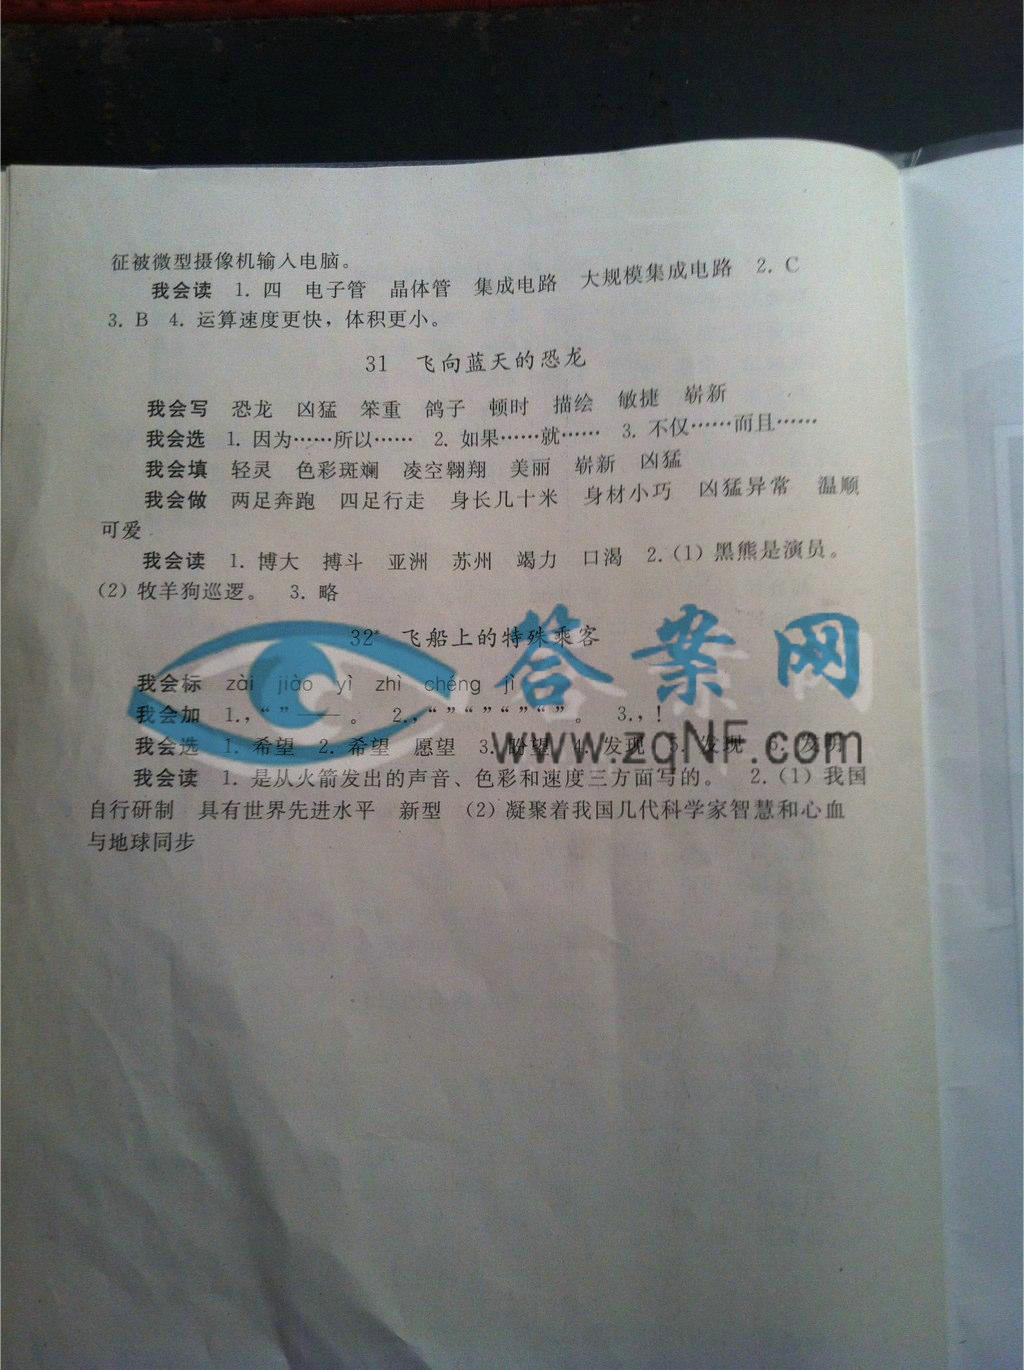 征被微型摄像机输入电脑。
我会读 1. 四 电子管 晶体管 集成电路 大规模集成电路 2. C
3. B 4. 运算速度更快，体积更小。
31 飞向蓝天的恐龙
我会写 恐龙 凶猛 笨重 鸽子 顿时 描绘 敏捷 崭新
我会选 1. 因为……所以…… 2. 如果……就…… 3. 不仅……而且……
我会填 轻灵 色彩斑斓 凌空翱翔 美丽 崭新 凶猛
我会做 两足奔跑 四足行走 身长几十米 身材小巧 凶猛异常 温顺
可爱
我会读 1. 博大 搏斗 亚洲 苏州 竭力 口渴 2. (1) 黑熊是演员。
(2) 牧羊狗巡逻。 3. 略
32* 飞船上的特殊乘客
答案网
我会标 zài jiào yì zhì chēng jì
我会加 1. ，“ ” —— 。 2. ，“ ”“ ”“ ”“ ”。 3. ，！
www.zqNF.com
我会选 1. 希望 2. 希望 愿望 3. 盼望 4. 发现 5. 发现 6. 发明
我会读 1. 是从火箭发出的声音、色彩和速度三方面写的。 2. (1) 我国
自行研制 具有世界先进水平 新型 (2) 凝聚着我国几代科学家智慧和心血
与地球同步